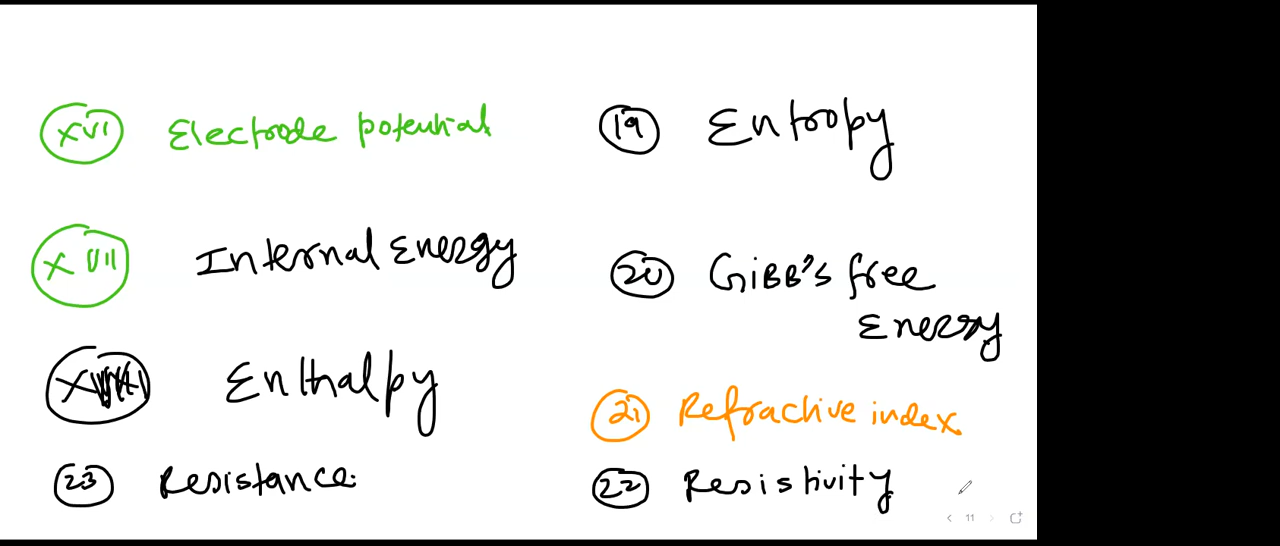 XVI Electrode potential
XVII Internal Energy
Enthalpy
23 Resistance
19 Entropy
20 GiBB's free
Energy
21 Refractive index
22 Resistivity
11